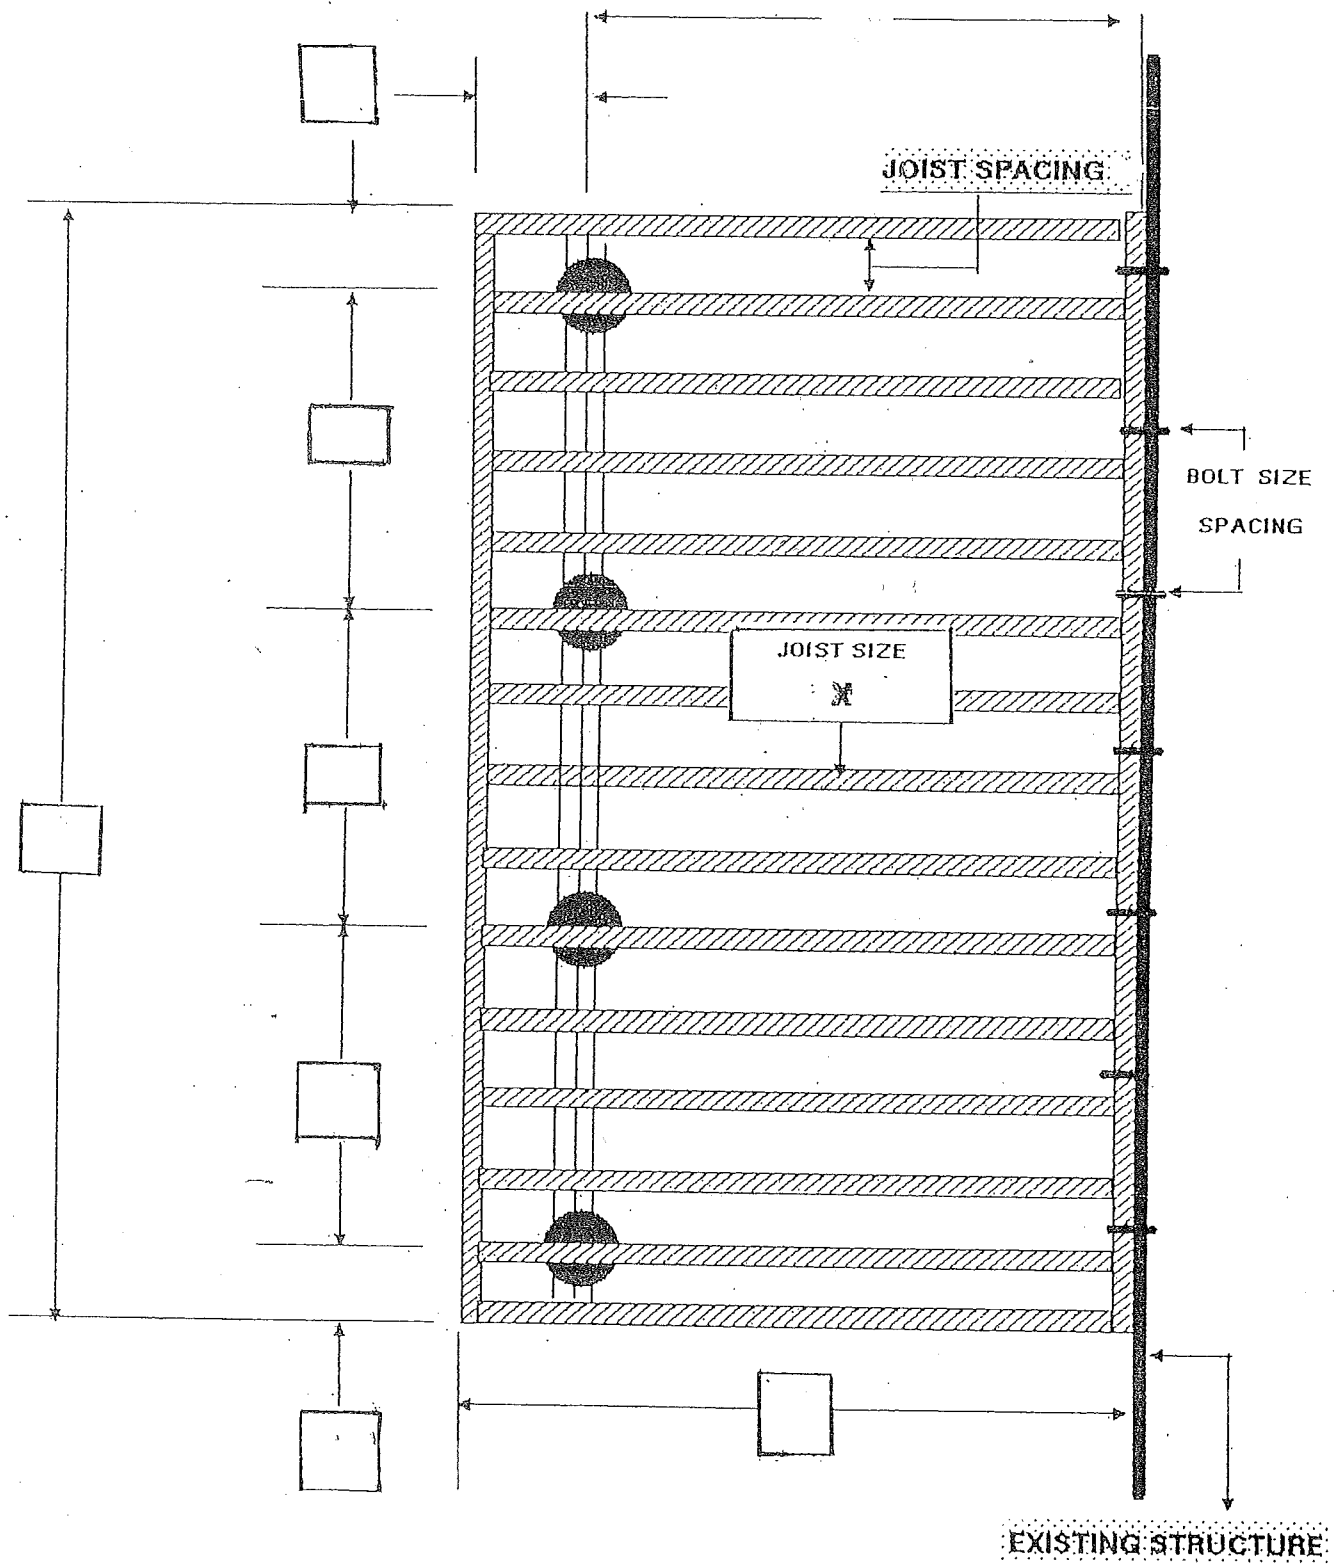 JOIST SPACING
BOLT SIZE
SPACING
JOIST SIZE
X
EXISTING STRUCTURE